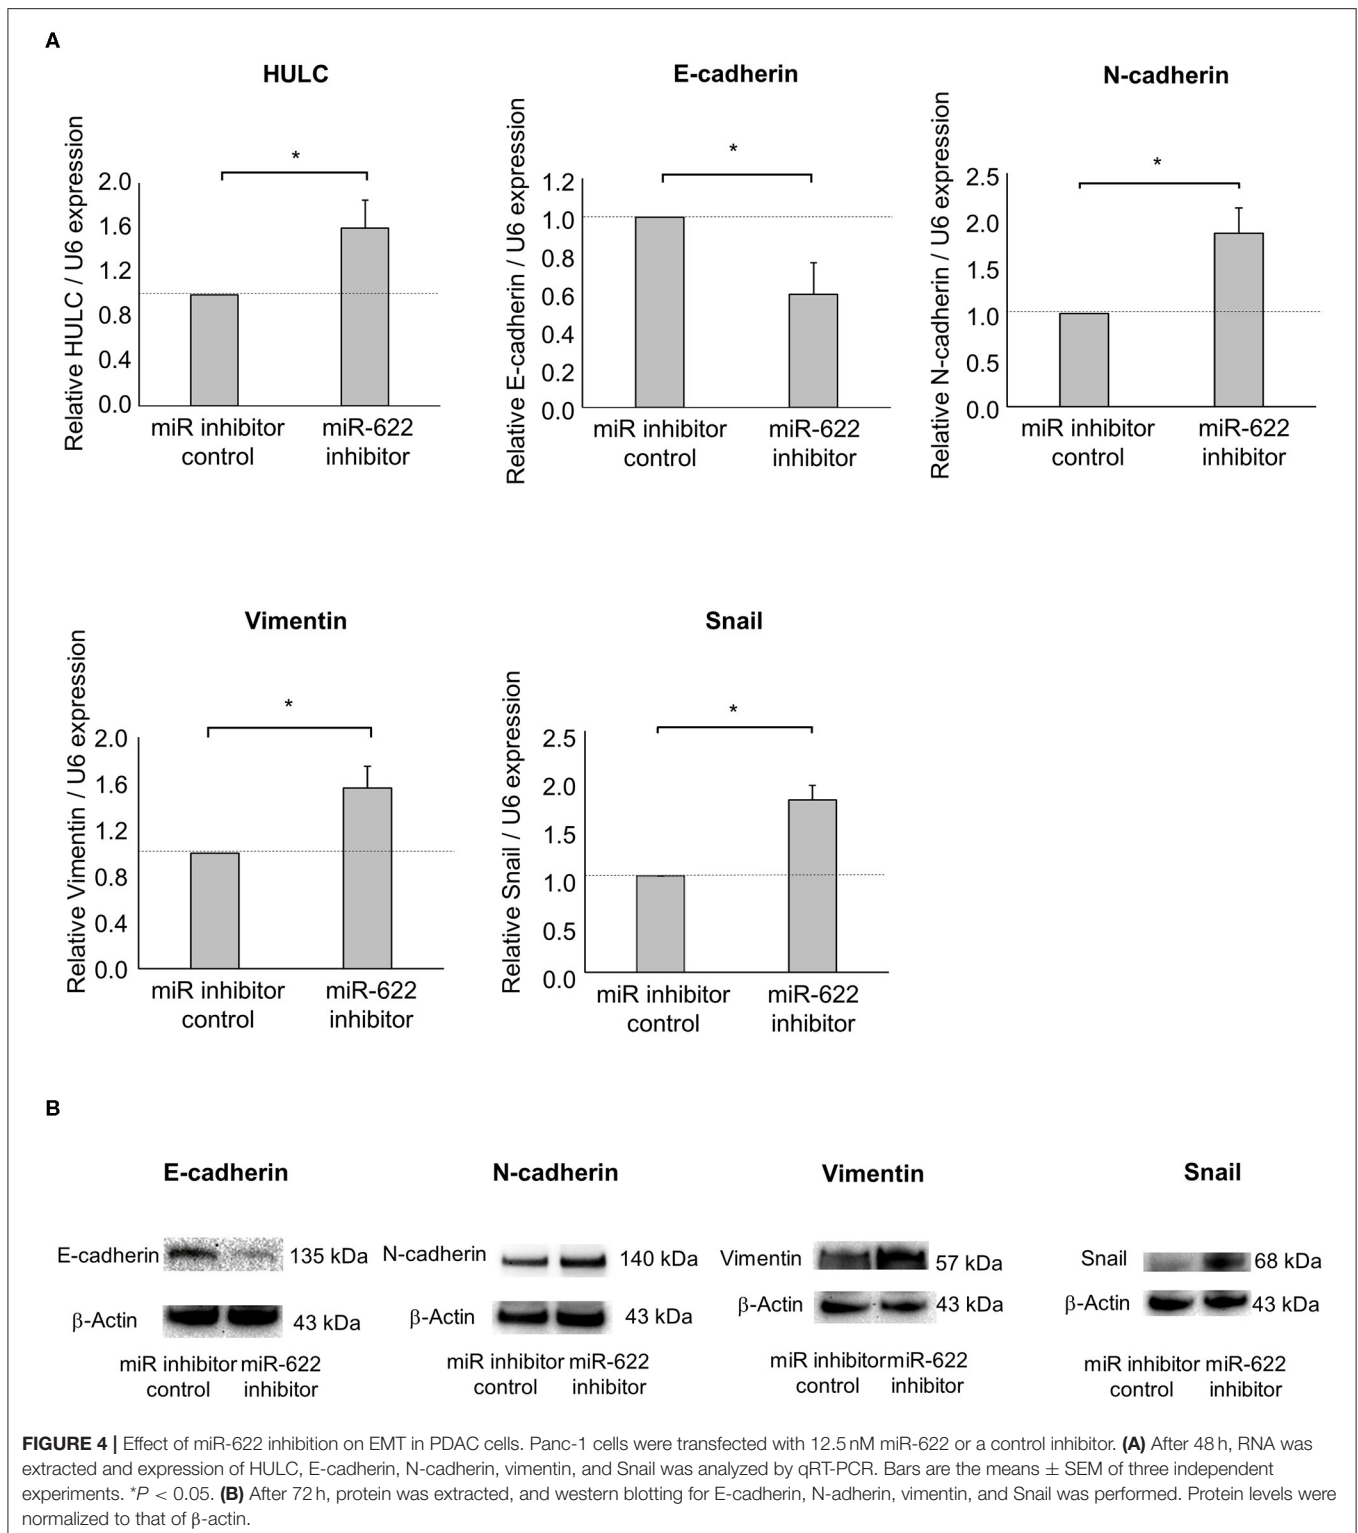 A
HULC
Relative HULC / U6 expression
*
2.0
1.6
1.2
0.8
0.4
0.0
miR inhibitor
control
miR-622
inhibitor
E-cadherin
Relative E-cadherin / U6 expression
*
1.2
1.0
0.8
0.6
0.4
0.2
0.0
miR inhibitor
control
miR-622
inhibitor
N-cadherin
Relative N-cadherin / U6 expression
*
2.5
2.0
1.5
1.0
0.5
0.0
miR inhibitor
control
miR-622
inhibitor
Vimentin
Relative Vimentin / U6 expression
*
2.0
1.6
1.2
0.8
0.4
0.0
miR inhibitor
control
miR-622
inhibitor
Snail
Relative Snail / U6 expression
*
2.5
2.0
1.5
1.0
0.5
0.0
miR inhibitor
control
miR-622
inhibitor
B
E-cadherin
E-cadherin 135 kDa
β-Actin 43 kDa
miR inhibitor miR-622
control inhibitor
N-cadherin
N-cadherin 140 kDa
β-Actin 43 kDa
miR inhibitor miR-622
control inhibitor
Vimentin
Vimentin 57 kDa
β-Actin 43 kDa
miR inhibitor miR-622
control inhibitor
Snail
Snail 68 kDa
β-Actin 43 kDa
miR inhibitor miR-622
control inhibitor
FIGURE 4 | Effect of miR-622 inhibition on EMT in PDAC cells. Panc-1 cells were transfected with 12.5 nM miR-622 or a control inhibitor. (A) After 48 h, RNA was
extracted and expression of HULC, E-cadherin, N-cadherin, vimentin, and Snail was analyzed by qRT-PCR. Bars are the means ± SEM of three independent
experiments. *P < 0.05. (B) After 72 h, protein was extracted, and western blotting for E-cadherin, N-adherin, vimentin, and Snail was performed. Protein levels were
normalized to that of β-actin.